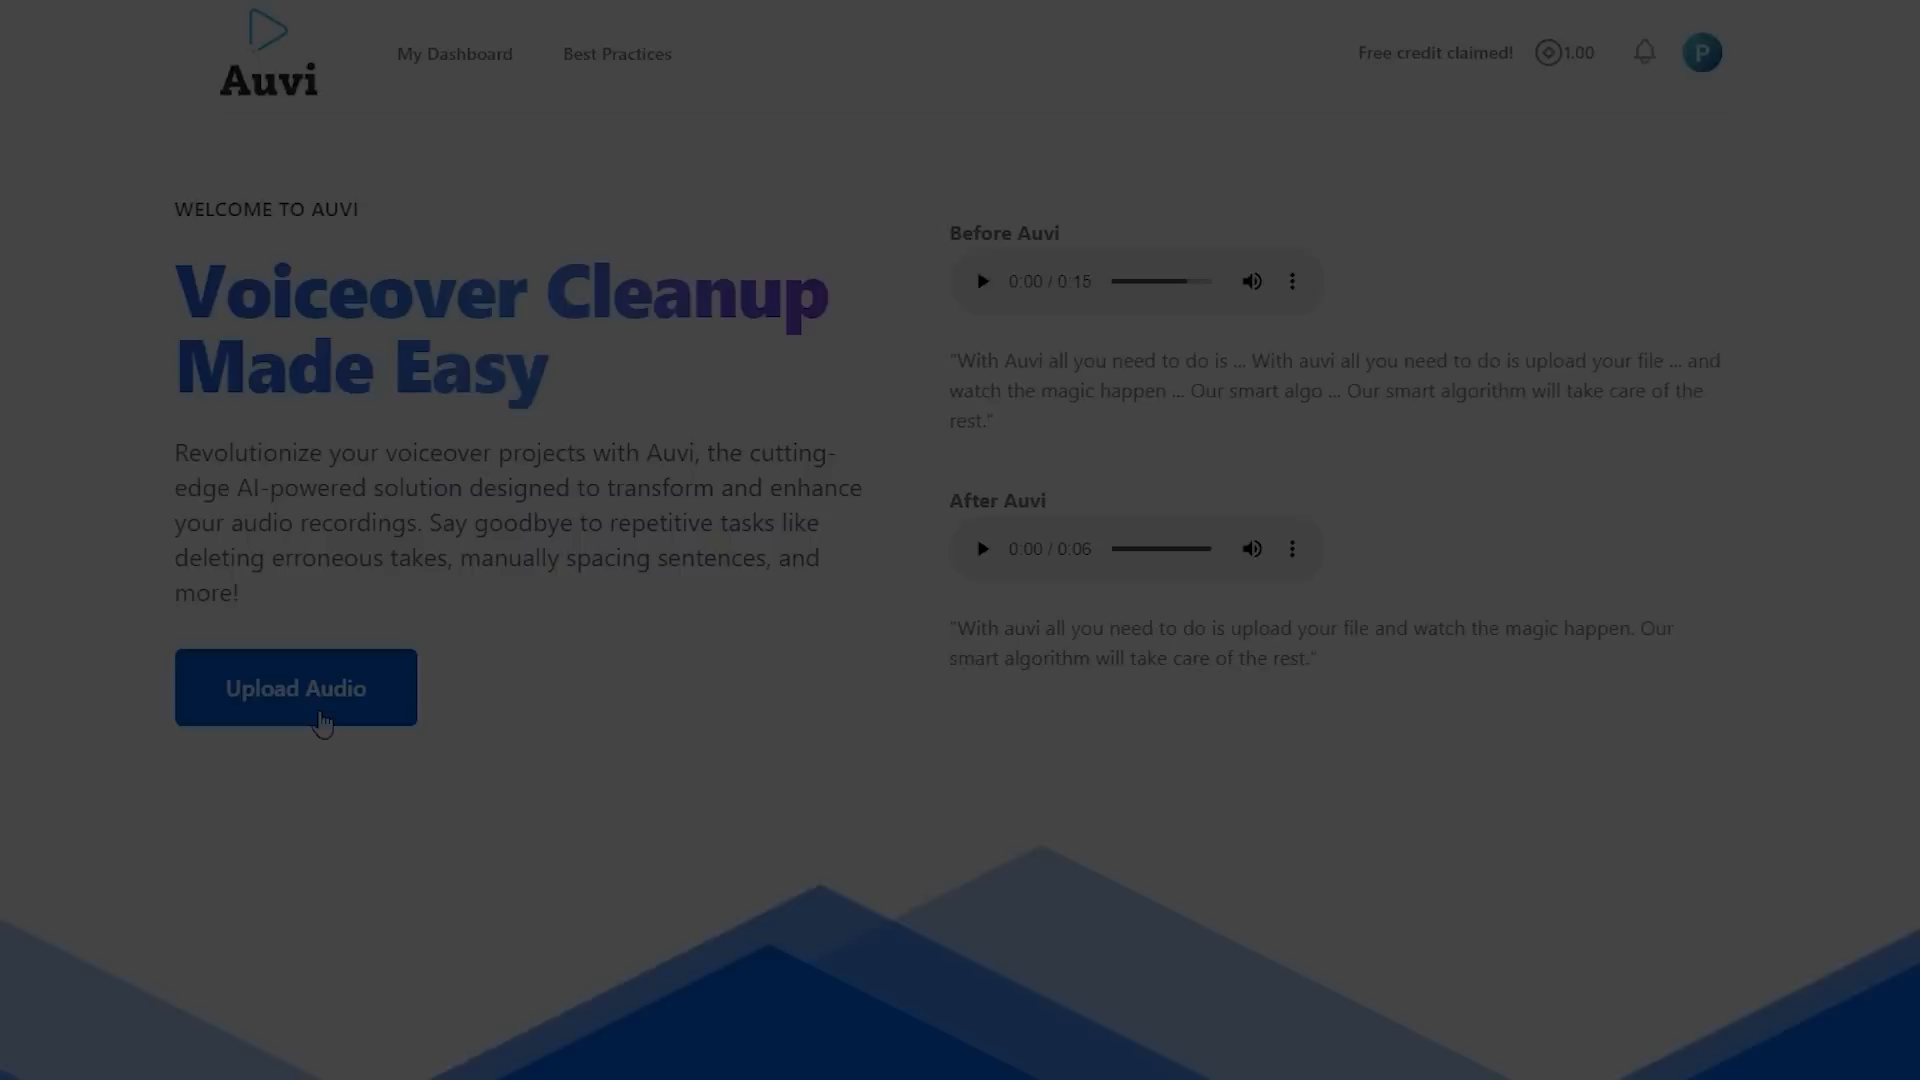 Auvi
My Dashboard
Best Practices
Free credit claimed!
1.00
P
WELCOME TO AUVI
Voiceover Cleanup
Made Easy
Revolutionize your voiceover projects with Auvi, the cutting-
edge AI-powered solution designed to transform and enhance
your audio recordings. Say goodbye to repetitive tasks like
deleting erroneous takes, manually spacing sentences, and
more!
Upload Audio
Before Auvi
0:00 / 0:15
"With Auvi all you need to do is ... With auvi all you need to do is upload your file ... and
watch the magic happen ... Our smart algo ... Our smart algorithm will take care of the
rest."
After Auvi
0:00 / 0:06
"With auvi all you need to do is upload your file and watch the magic happen. Our
smart algorithm will take care of the rest."